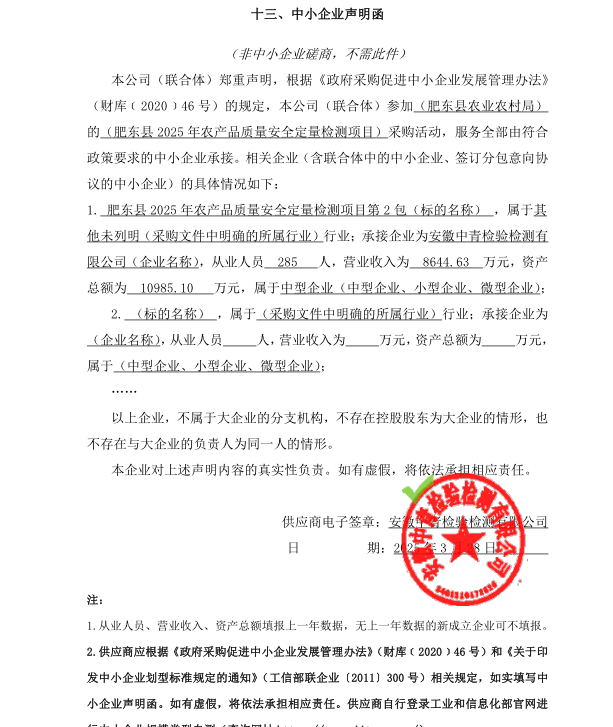 十三、中小企业声明函
（非中小企业磋商，不需此件）
本公司（联合体）郑重声明，根据《政府采购促进中小企业发展管理办法》
（财库﹝2020﹞46 号）的规定，本公司（联合体）参加（肥东县农业农村局）
的（肥东县 2025 年农产品质量安全定量检测项目）采购活动，服务全部由符合
政策要求的中小企业承接。相关企业（含联合体中的中小企业、签订分包意向协
议的中小企业）的具体情况如下：
1. 肥东县 2025 年农产品质量安全定量检测项目第 2 包（标的名称） ，属于其
他未列明（采购文件中明确的所属行业）行业；承接企业为安徽中青检验检测有
限公司（企业名称），从业人员 285 人，营业收入为 8644.63 万元，资产
总额为 10985.10 万元，属于中型企业（中型企业、小型企业、微型企业）；
2. （标的名称） ，属于（采购文件中明确的所属行业）行业；承接企业为
（企业名称），从业人员 人，营业收入为 万元，资产总额为 万元，
属于（中型企业、小型企业、微型企业）；
……
以上企业，不属于大企业的分支机构，不存在控股股东为大企业的情形，也
不存在与大企业的负责人为同一人的情形。
本企业对上述声明内容的真实性负责。如有虚假，将依法承担相应责任。
供应商电子签章：安徽中青检验检测有限公司
日 期：2025 年 3 月 28 日
安徽中青检验检测有限公司
注：
1. 从业人员、营业收入、资产总额填报上一年数据，无上一年数据的新成立企业可不填报。
2. 供应商应根据《政府采购促进中小企业发展管理办法》（财库﹝2020﹞46 号）和《关于印
发中小企业划型标准规定的通知》（工信部联企业〔2011〕300 号）相关规定，如实填写中
小企业声明函。如有虚假，将依法承担相应责任。供应商自行登录工业和信息化部官网进